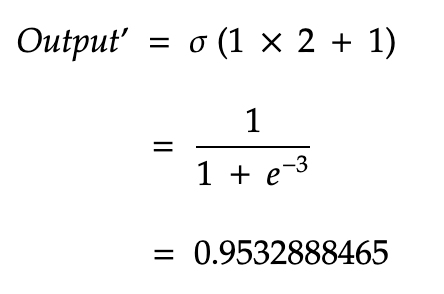 Output′ = σ (1 × 2 + 1)
= 1 / (1 + e⁻³)
= 0.9532888465